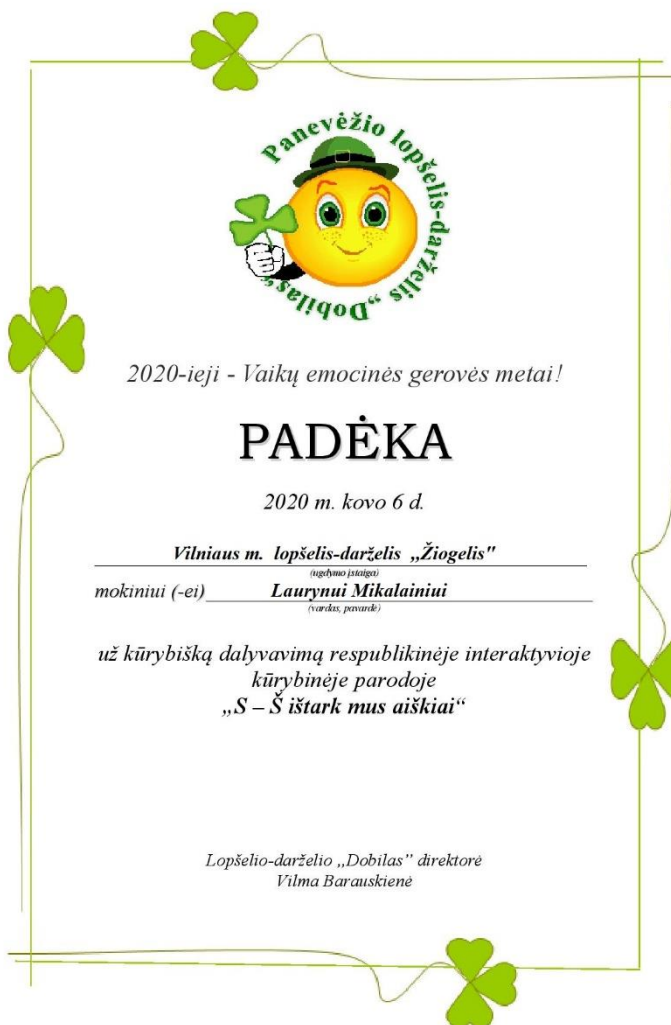 Panevėžio lopšelis-darželis „Dobilas“
2020-ieji - Vaikų emocinės gerovės metai!
PADĖKA
2020 m. kovo 6 d.
Vilniaus m. lopšelis-darželis „Žiogelis"
(ugdymo įstaiga)
mokiniui (-ei) Laurynui Mikalainiui
(vardas, pavardė)
už kūrybišką dalyvavimą respublikinėje interaktyvioje
kūrybinėje parodoje
„S – Š ištark mus aiškiai“
Lopšelio-darželio „Dobilas” direktorė
Vilma Barauskienė